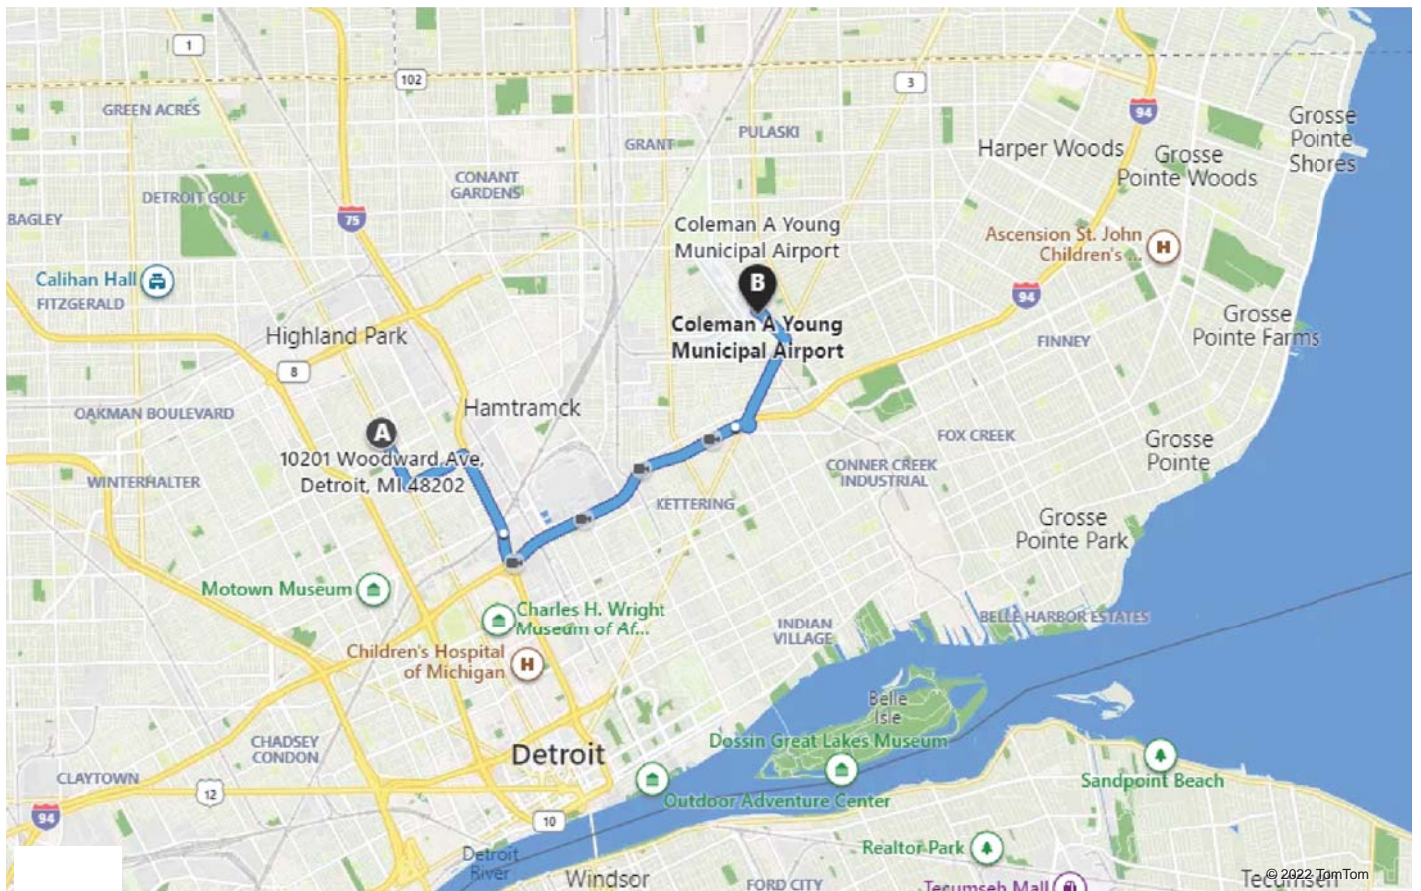 1
102
3
94
GREEN ACRES
Grosse
Pointe
Shores
PULASKI
GRANT
Harper Woods
Grosse
Pointe Woods
CONANT
GARDENS
DETROIT GOLF
BAGLEY
75
Coleman A Young
Municipal Airport
Ascension St. John
Children's ...
H
Calihan Hall
FITZGERALD
B
94
Highland Park
Coleman A Young
Municipal Airport
Grosse
Pointe Farms
FINNEY
8
OAKMAN BOULEVARD
Hamtramck
A
10201 Woodward Ave,
Detroit, MI 48202
FOX CREEK
Grosse
Pointe
WINTERHALTER
CONNER CREEK
INDUSTRIAL
KETTERING
Grosse
Pointe Park
Motown Museum
Charles H. Wright
Museum of Af...
INDIAN
VILLAGE
BELLE HARBOR ESTATES
Children's Hospital
of Michigan
H
Belle
Isle
Detroit
Dossin Great Lakes Museum
CHADSEY
CONDON
CLAYTOWN
12
Outdoor Adventure Center
Sandpoint Beach
94
10
Detroit
River
Windsor
Realtor Park
FORD CITY
Tecumseh Mall
Tecumseh
© 2022 TomTom